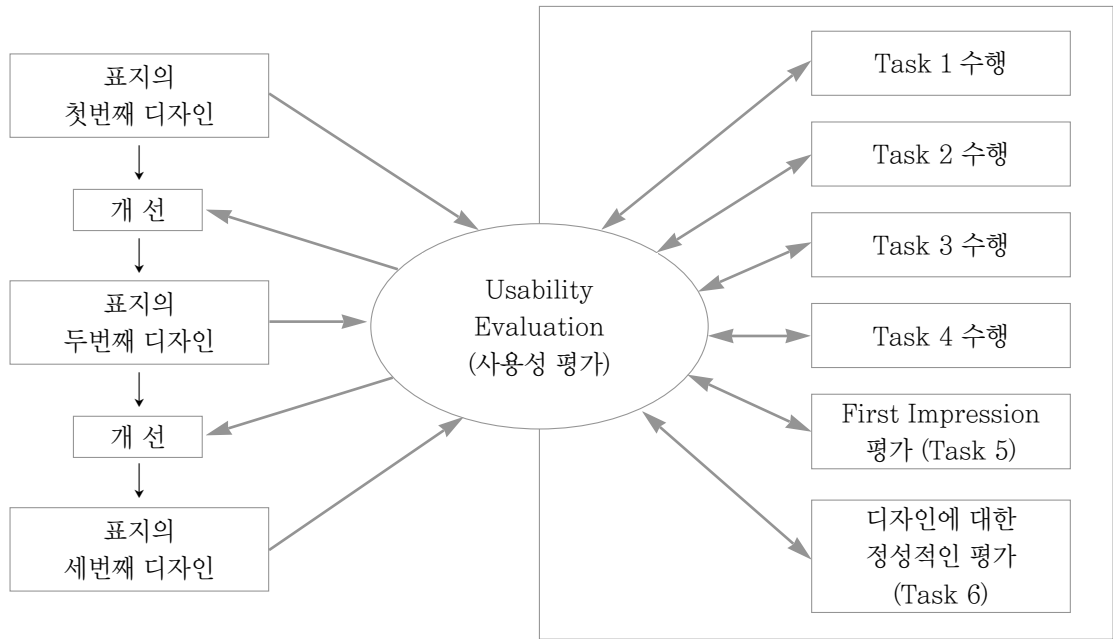 표지의
첫번째 디자인
개 선
표지의
두번째 디자인
개 선
표지의
세번째 디자인
Usability
Evaluation
(사용성 평가)
Task 1 수행
Task 2 수행
Task 3 수행
Task 4 수행
First Impression
평가 (Task 5)
디자인에 대한
정성적인 평가
(Task 6)